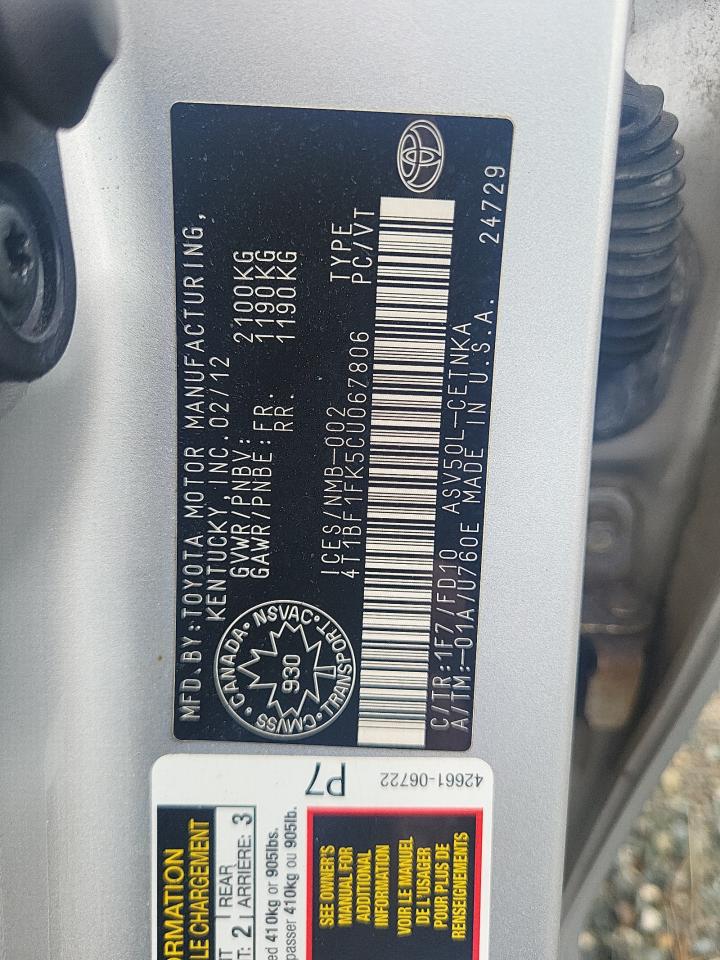 MFD.BY:TOYOTA MOTOR MANUFACTURING,
KENTUCKY,INC.02/12
GVWR/PNBV: 2100KG
GAWR/PNBE:FR. 1190KG
RR. 1190KG
CANADA • NSVAC • TRANSPORT • CMVSS
930
ICES/NMB-002
4T1BF1FK5CU067806
TYPE
PC/VT
C/TR:1F7/FD10 ASV50L-CETNKA
A/TM:-01A/U760E MADE IN U.S.A. 24729
P7
42661-06722
ORMATION
LE CHARGEMENT
NT REAR
T: 2 ARRIERE: 3
ed 410kg or 905lbs.
passer 410kg ou 905lb.
SEE OWNER'S
MANUAL FOR
ADDITIONAL
INFORMATION
VOIR LE MANUEL
DE L'USAGER
POUR PLUS DE
RENSEIGNEMENTS